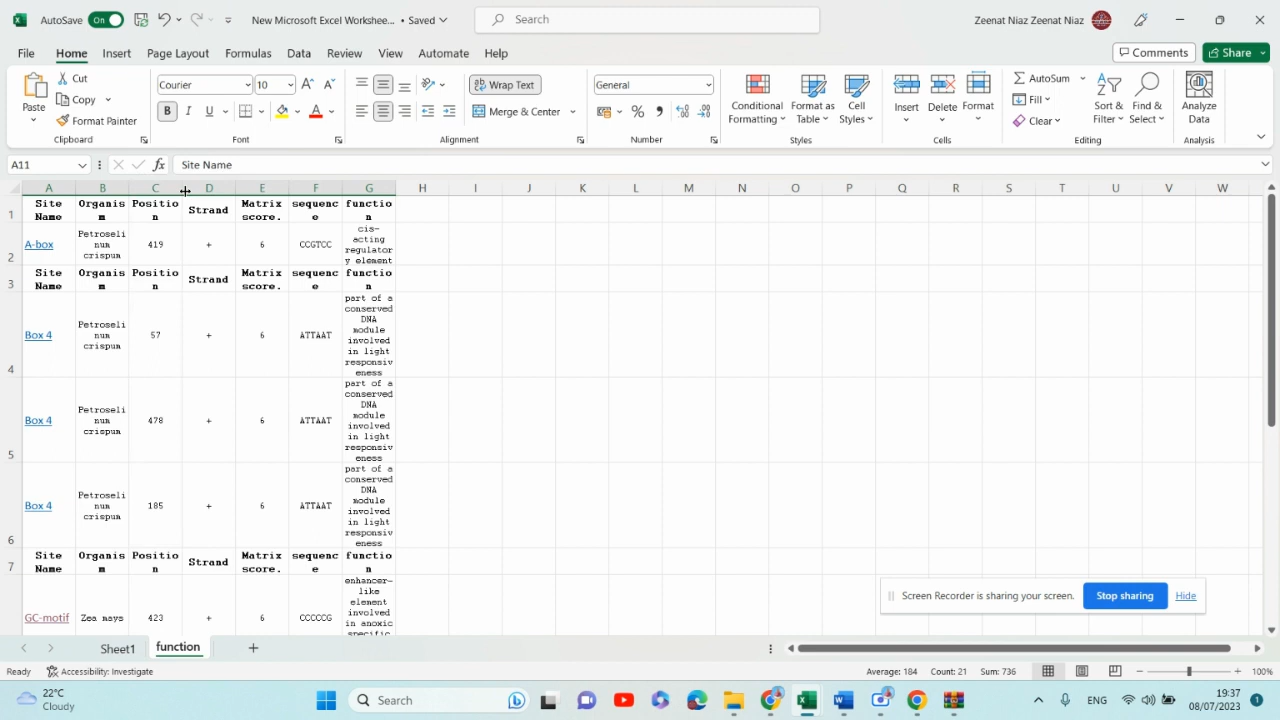 AutoSave On New Microsoft Excel Workshee... • Saved Search Zeenat Niaz Zeenat Niaz
File Home Insert Page Layout Formulas Data Review View Automate Help Comments Share
Paste Cut Copy Format Painter
Courier 10 B I U A
Wrap Text Merge & Center
General % 9
Conditional Formatting Format as Table Cell Styles
Insert Delete Format
AutoSum Fill Clear Sort & Filter Find & Select Analyze Data
Clipboard Font Alignment Number Styles Cells Editing Analysis
A11 fx Site Name
A B C D E F G H I J K L M N O P Q R S T U V W
1 Site Name Organism Position Strand Matrix score. sequence function
2 A-box Petroselinum crispum 419 + 6 CCGTCC cis-acting regulatory element
3 Site Name Organism Position Strand Matrix score. sequence function
4 Box 4 Petroselinum crispum 57 + 6 ATTAAT part of a conserved DNA module involved in light responsiveness
5 Box 4 Petroselinum crispum 478 + 6 ATTAAT part of a conserved DNA module involved in light responsiveness
6 Box 4 Petroselinum crispum 185 + 6 ATTAAT part of a conserved DNA module involved in light responsiveness
7 Site Name Organism Position Strand Matrix score. sequence function
GC-motif Zea mays 423 + 6 CCCCCG enhancer-like element involved in anoxic specific
Screen Recorder is sharing your screen. Stop sharing Hide
Sheet1 function
Ready Accessibility: Investigate Average: 184 Count: 21 Sum: 736 100%
22°C Cloudy
Search
ENG
19:37
08/07/2023 1